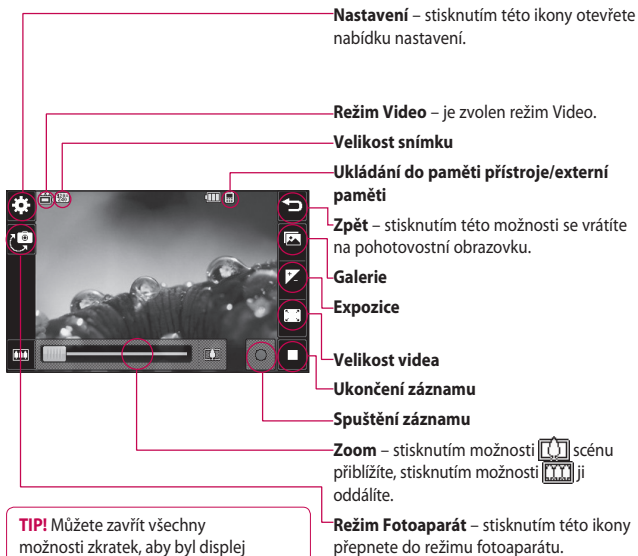 Nastavení – stisknutím této ikony otevřete
nabídku nastavení.
Režim Video – je zvolen režim Video.
Velikost snímku
Ukládání do paměti přístroje/externí
paměti
Zpět – stisknutím této možnosti se vrátíte
na pohotovostní obrazovku.
Galerie
Expozice
Velikost videa
Ukončení záznamu
Spuštění záznamu
Zoom – stisknutím možnosti scénu
přiblížíte, stisknutím možnosti ji
oddálíte.
Režim Fotoaparát – stisknutím této ikony
přepnete do režimu fotoaparátu.
TIP! Můžete zavřít všechny
možnosti zkratek, aby byl displej